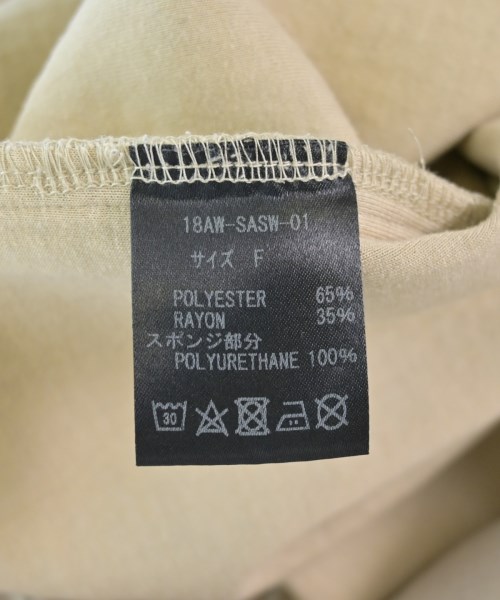 18AW-SASW-01
サイズ F
POLYESTER 65%
RAYON 35%
スポンジ部分
POLYURETHANE 100%
30